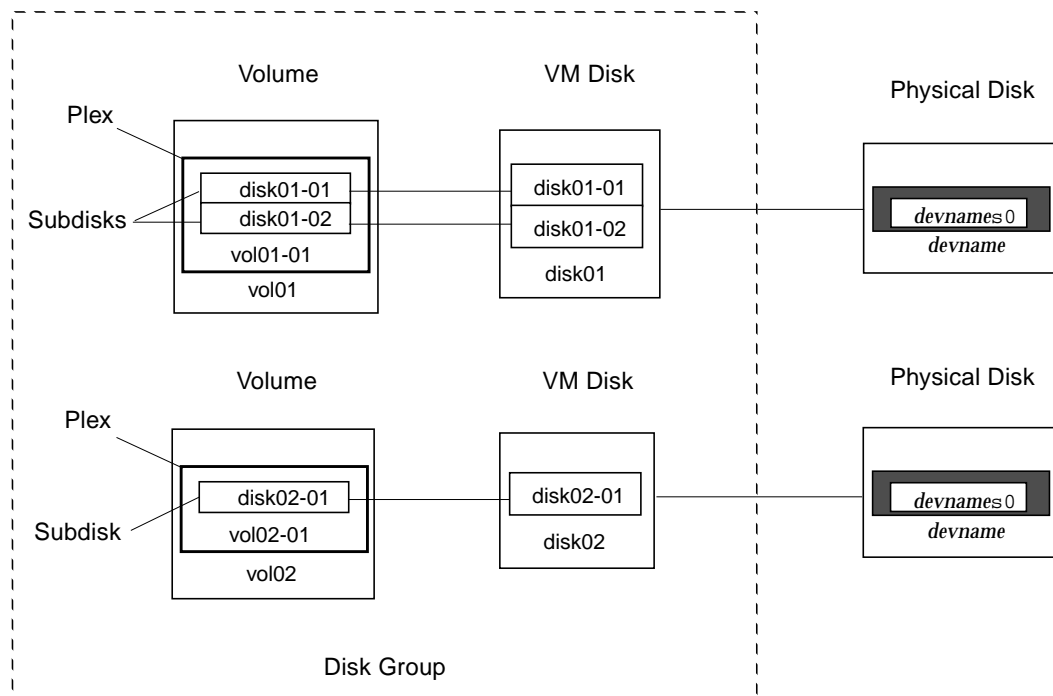 Volume
VM Disk
Physical Disk
Plex
disk01-01
disk01-01
Subdisks
disk01-02
disk01-02
devnames0
vol01-01
devname
disk01
vol01
Volume
VM Disk
Physical Disk
Plex
disk02-01
disk02-01
devnames0
Subdisk
vol02-01
devname
disk02
vol02
Disk Group